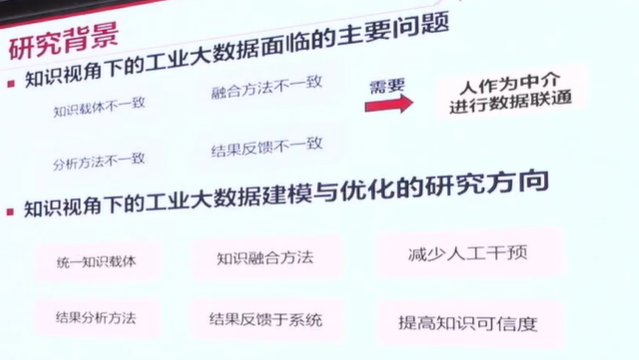 研究背景
知识视角下的工业大数据面临的主要问题
知识载体不一致
融合方法不一致
需要
人作为中介
进行数据联通
分析方法不一致
结果反馈不一致
知识视角下的工业大数据建模与优化的研究方向
统一知识载体
知识融合方法
减少人工干预
结果分析方法
结果反馈于系统
提高知识可信度